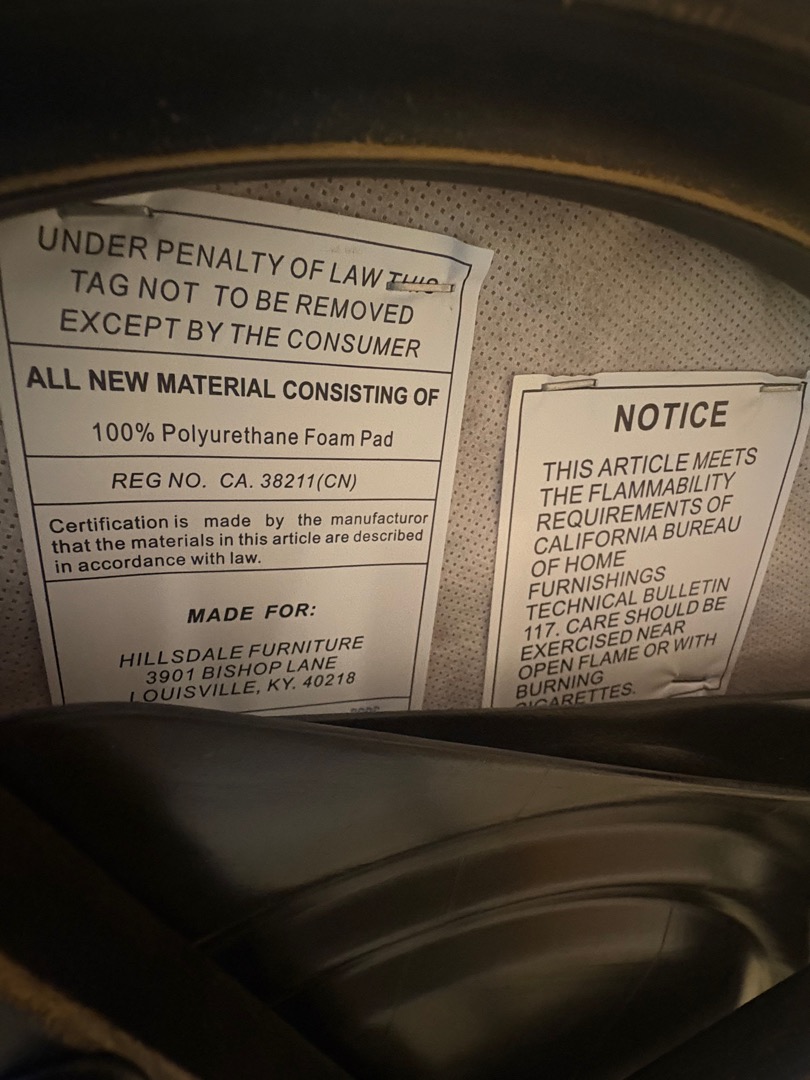 UNDER PENALTY OF LAW THIS
TAG NOT TO BE REMOVED
EXCEPT BY THE CONSUMER
ALL NEW MATERIAL CONSISTING OF
100% Polyurethane Foam Pad
REG NO. CA. 38211(CN)
Certification is made by the manufacturor
that the materials in this article are described
in accordance with law.
MADE FOR:
HILLSDALE FURNITURE
3901 BISHOP LANE
LOUISVILLE, KY. 40218
NOTICE
THIS ARTICLE MEETS
THE FLAMMABILITY
REQUIREMENTS OF
CALIFORNIA BUREAU
OF HOME
FURNISHINGS
TECHNICAL BULLETIN
117. CARE SHOULD BE
EXERCISED NEAR
OPEN FLAME OR WITH
BURNING
CIGARETTES.